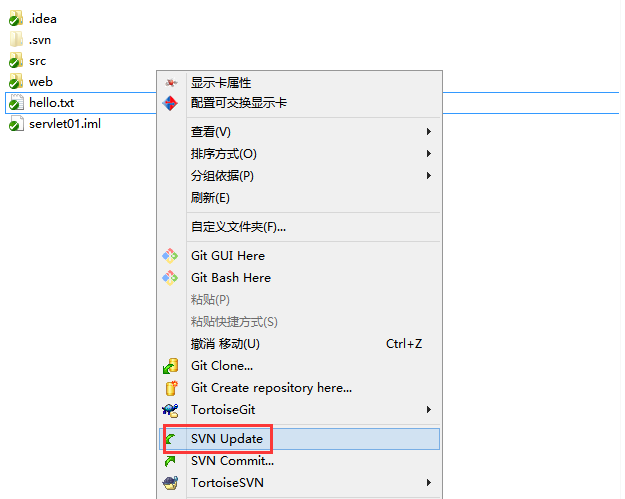 .idea
.svn
src
web
hello.txt
servlet01.iml
显示卡属性
配置可交换显示卡
查看(V)
排序方式(O)
分组依据(P)
刷新(E)
自定义文件夹(F)...
Git GUI Here
Git Bash Here
粘贴(P)
粘贴快捷方式(S)
撤消 移动(U) Ctrl+Z
Git Clone...
Git Create repository here...
TortoiseGit
SVN Update
SVN Commit...
TortoiseSVN